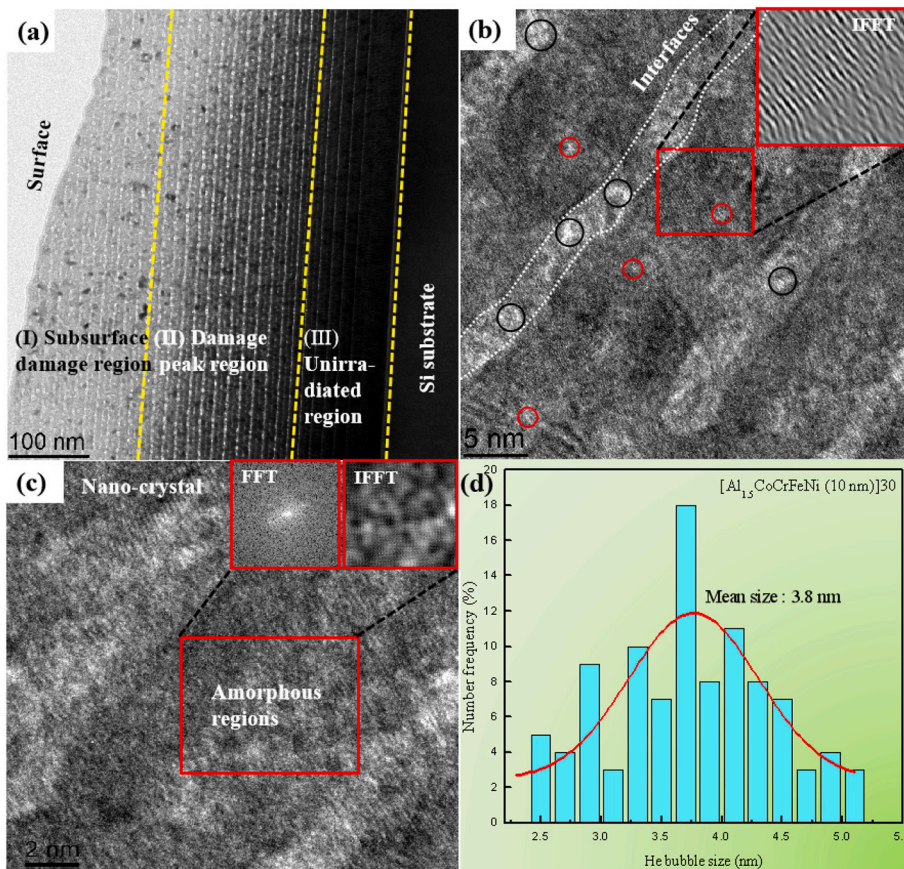 (a)
Surface
(I) Subsurface
damage region
(II) Damage
peak region
(III)
Unirra-
diated
region
Si substrate
100 nm
(b)
Interfaces
IFFT
5 nm
(c)
Nano-crystal
FFT
IFFT
Amorphous
regions
2 nm
(d)
[Al1.5CoCrFeNi (10 nm)]30
Mean size : 3.8 nm
Number frequency (%)
20
18
16
14
12
10
8
6
4
2
0
2.5 3.0 3.5 4.0 4.5 5.0 5.
He bubble size (nm)